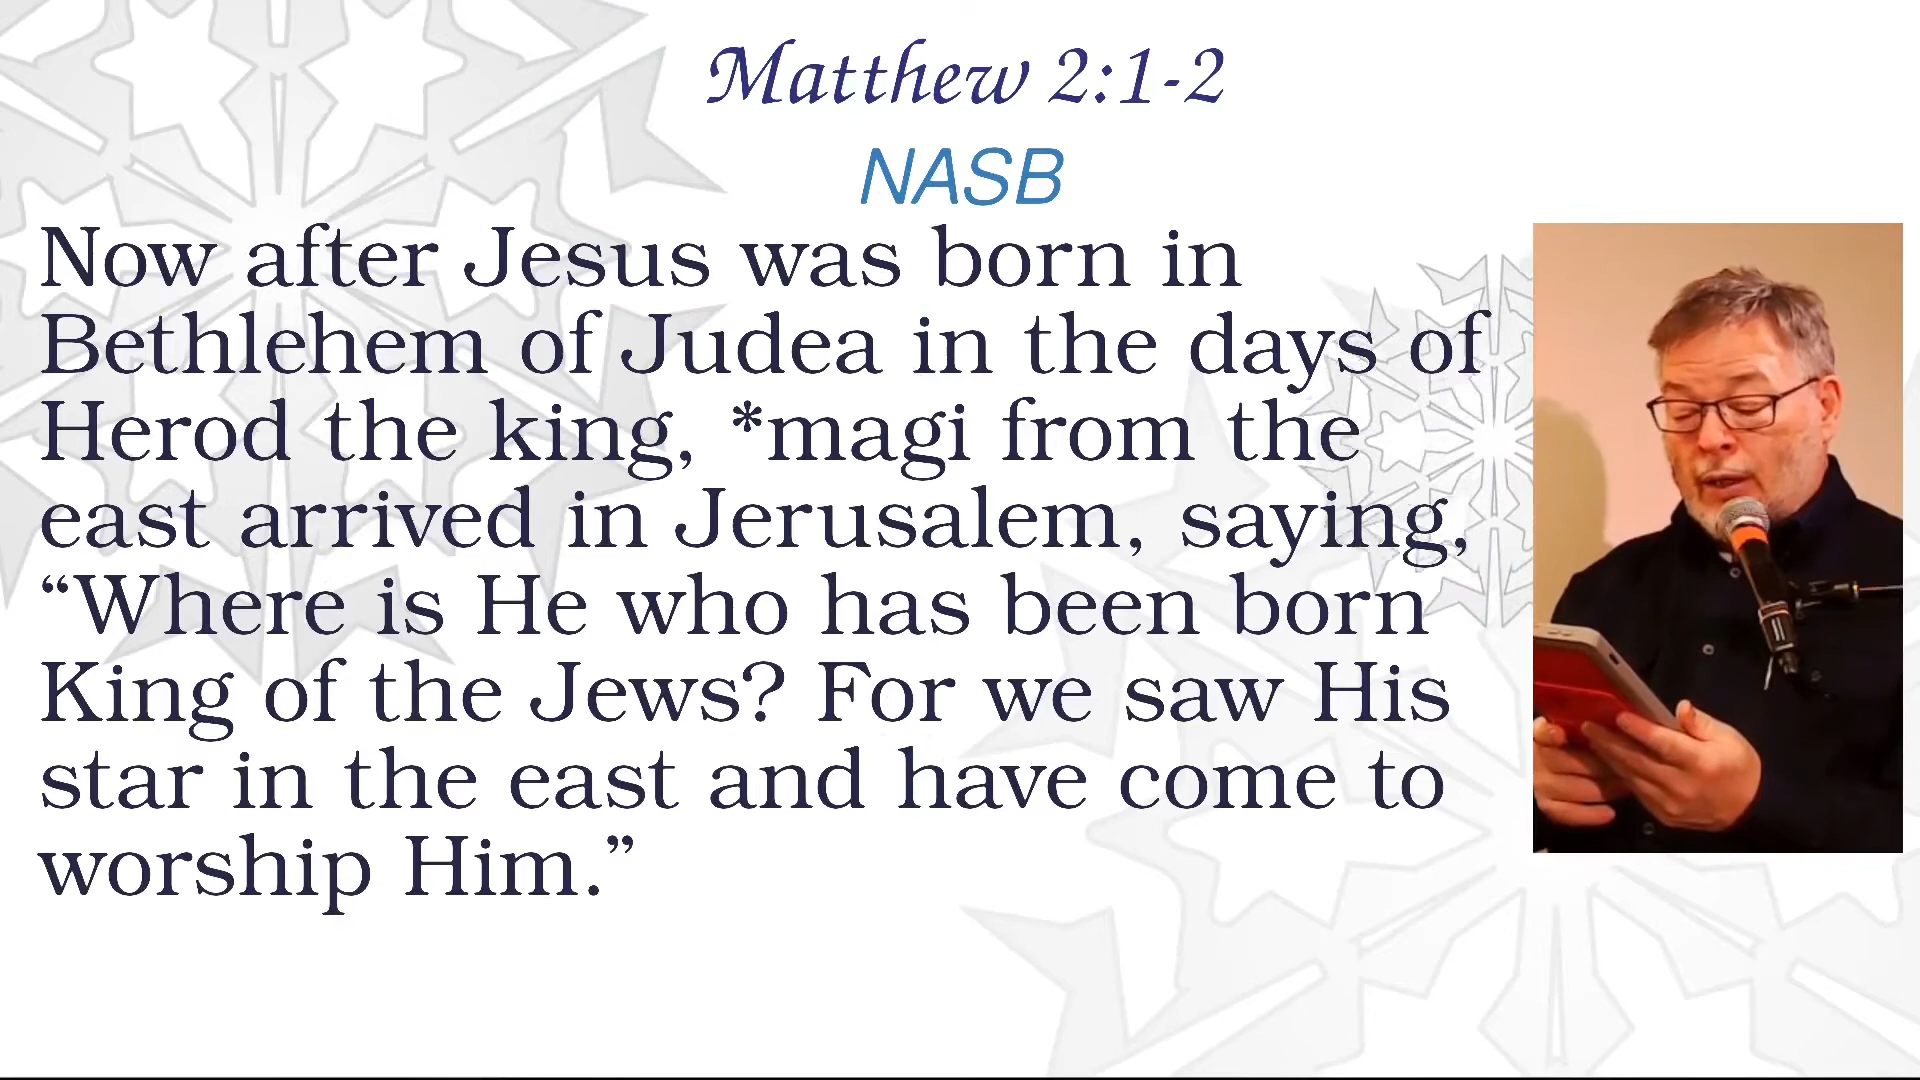 Matthew 2:1-2
NASB
Now after Jesus was born in
Bethlehem of Judea in the days of
Herod the king, *magi from the
east arrived in Jerusalem, saying,
“Where is He who has been born
King of the Jews? For we saw His
star in the east and have come to
worship Him.”